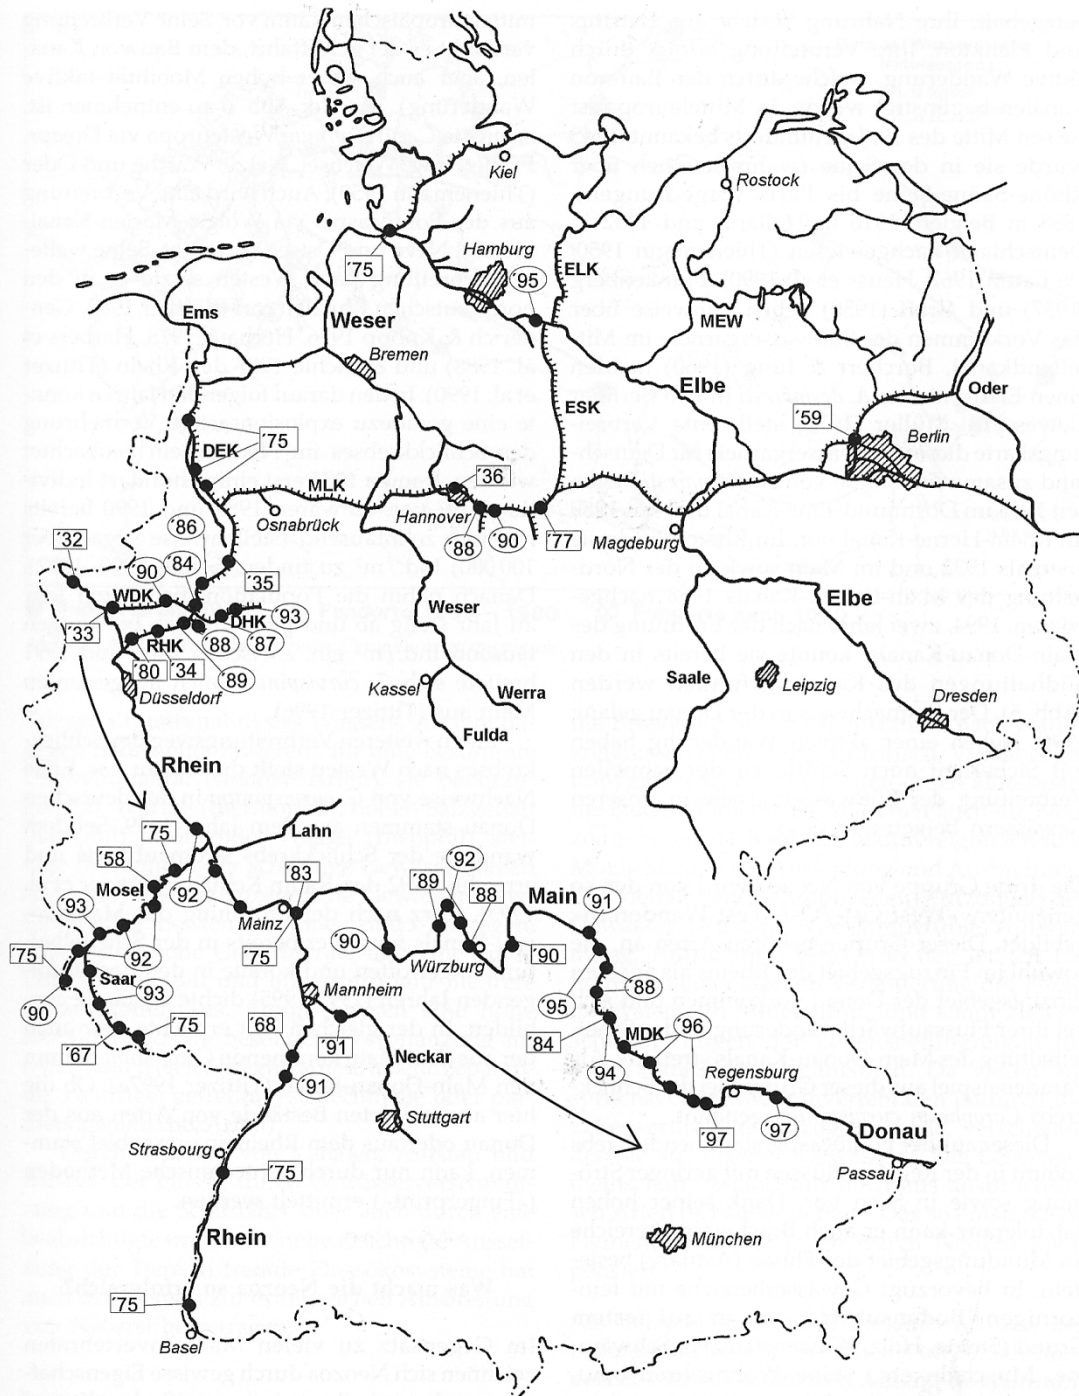 Kiel
Rostock
'75
Hamburg
'95
ELK
Ems
Weser
MEW
Bremen
Elbe
Oder
'59
Berlin
ESK
DEK
'75
MLK
'36
Osnabrück
Hannover
'88
'90
'77
Magdeburg
'86
'32
'90
'84
'35
WDK
DHK
'93
'33
RHK
'88
'87
'80
'34
'89
Düsseldorf
Weser
Elbe
Kassel
Werra
Fulda
Saale
Leipzig
Dresden
Rhein
Lahn
'75
'58
'92
'83
'89
'88
Main
'91
Mosel
'92
Mainz
'93
'90
Würzburg
'90
'75
'92
'75
Saar
'93
Mannheim
'95
'88
'90
'67
'75
'68
'91
Neckar
'84
MDK
'96
'91
'94
Regensburg
Stuttgart
'97
'97
Donau
Strasbourg
'75
Passau
Rhein
München
'75
Basel